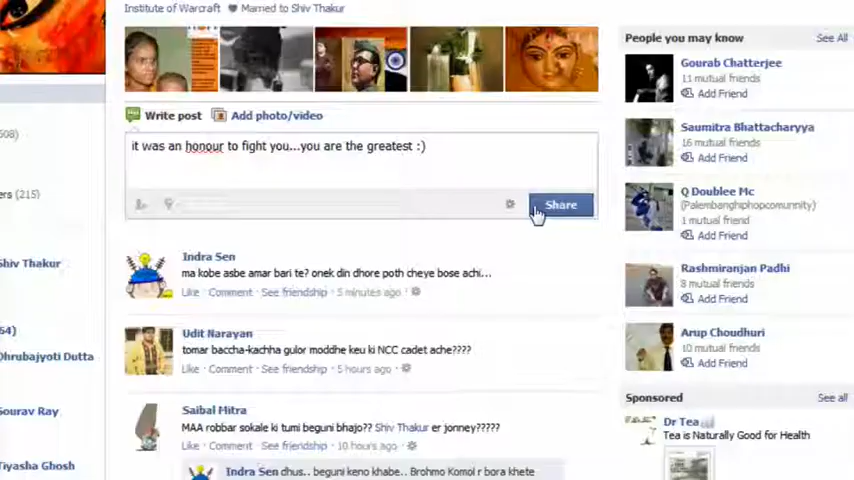 Institute of Warcraft Married to Shiv Thakur
Write post Add photo/video
it was an honour to fight you...you are the greatest :)
Share
Indra Sen
ma kobe asbe amar bari te? onek din dhore poth cheye bose achi...
Like · Comment · See friendship · 5 minutes ago ·
Udit Narayan
tomar baccha-kachha gulor moddhe keu ki NCC cadet ache????
Like · Comment · See friendship · 5 hours ago ·
Saibal Mitra
MAA robbar sokale ki tumi beguni bhajo?? Shiv Thakur er jonney?????
Like · Comment · See friendship · 10 hours ago ·
Indra Sen dhus.. beguni keno khabe.. Brohmo Komol r bora khete
508)
ers (215)
Shiv Thakur
64)
Dhrubajyoti Dutta
Sourav Ray
Tiyasha Ghosh
People you may know See All
Gourab Chatterjee
11 mutual friends
Add Friend
Saumitra Bhattacharyya
16 mutual friends
Add Friend
Q Doublee Mc
(Palembanghiphopcomunnity)
1 mutual friend
Add Friend
Rashmiranjan Padhi
8 mutual friends
Add Friend
Arup Choudhuri
10 mutual friends
Add Friend
Sponsored See all
Dr Tea
Tea is Naturally Good for Health